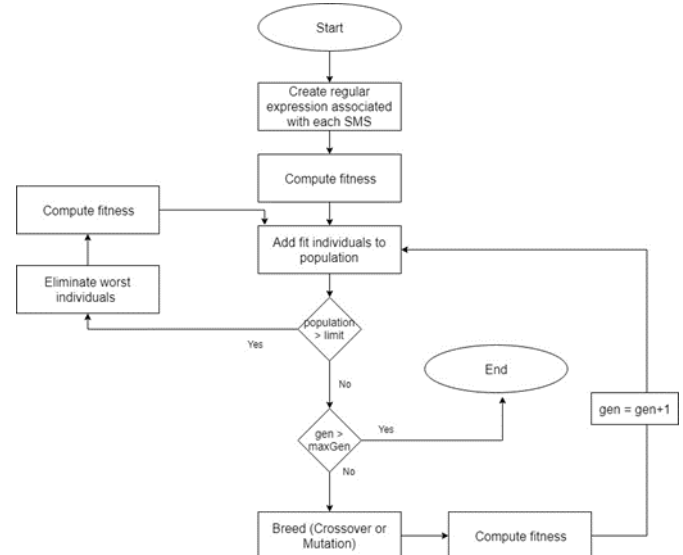 Start
Create regular
expression associated
with each SMS
Compute fitness
Compute fitness
Add fit individuals to
population
Eliminate worst
individuals
population
> limit
Yes
No
End
gen = gen+1
gen >
maxGen
Yes
No
Breed (Crossover or
Mutation)
Compute fitness